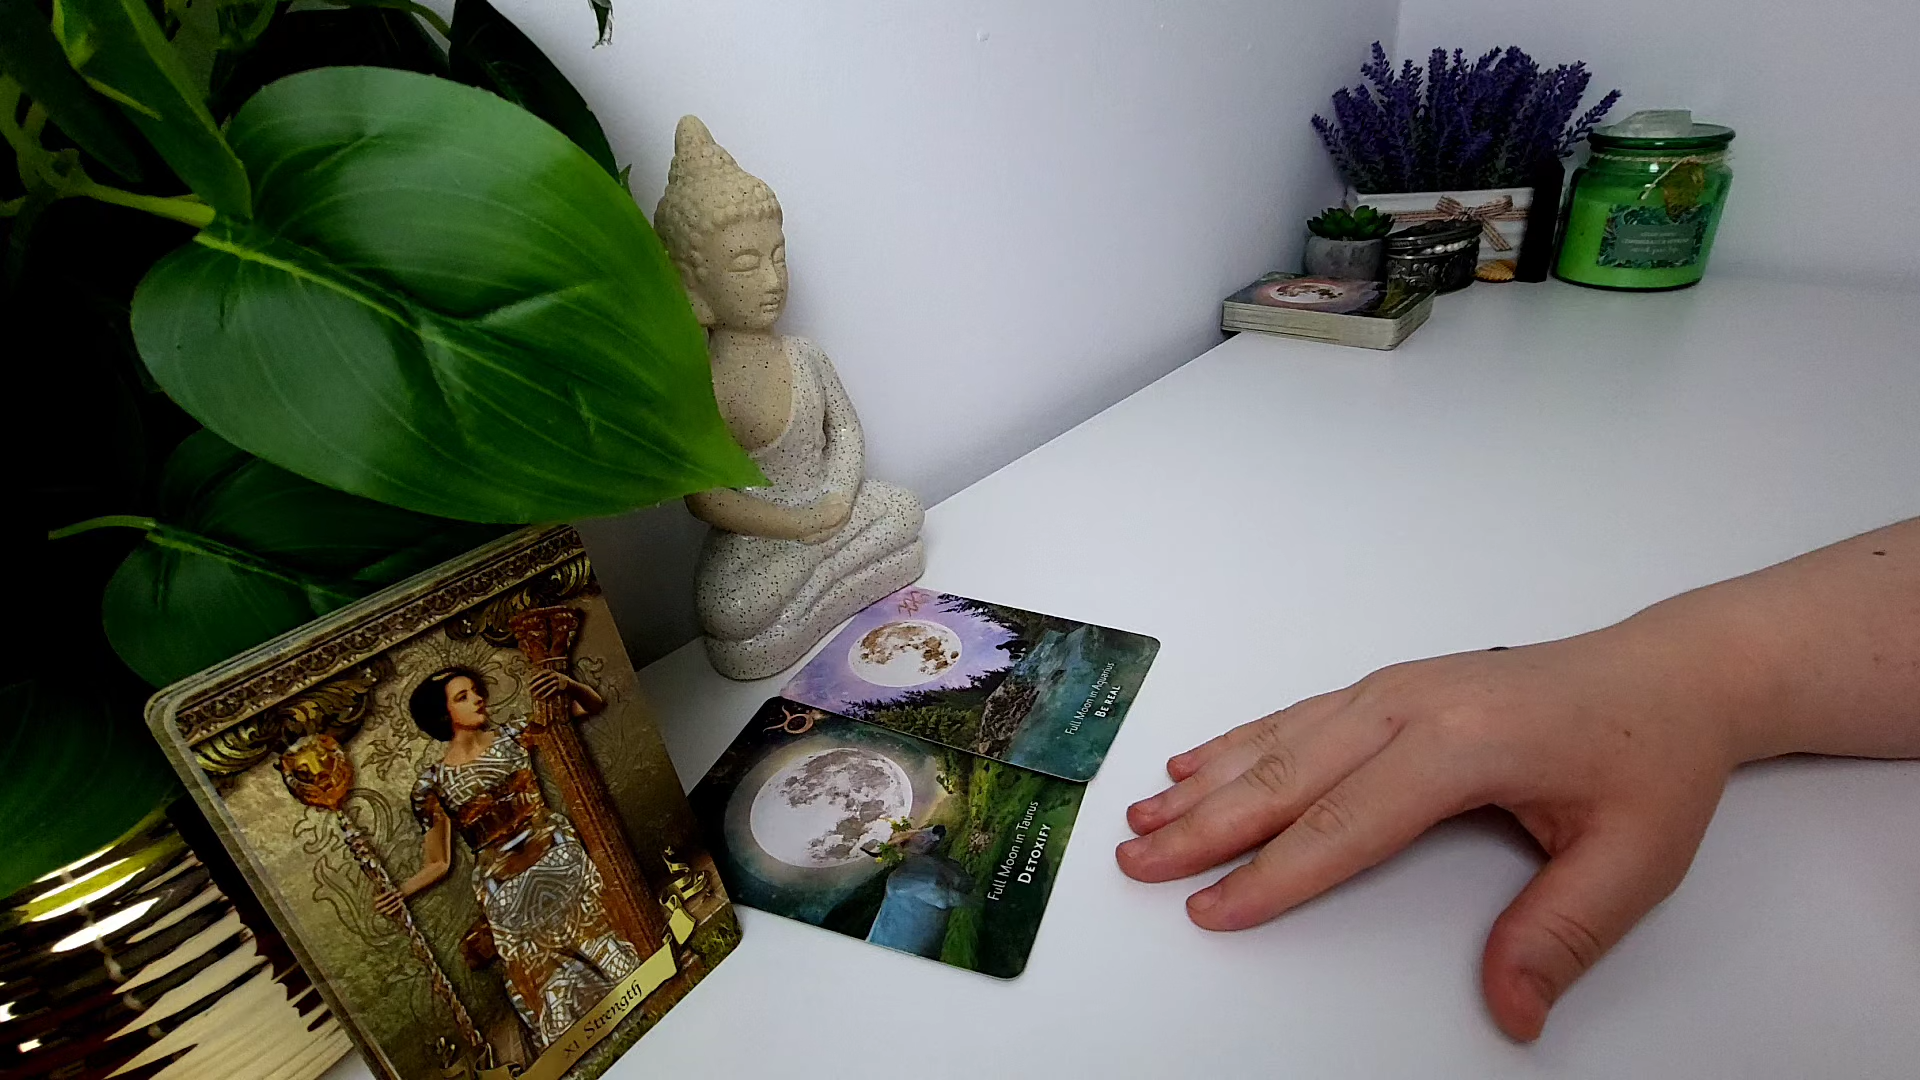 Full Moon in Aquarius
BE REAL
Full Moon in Taurus
DETOXIFY
XI Strength